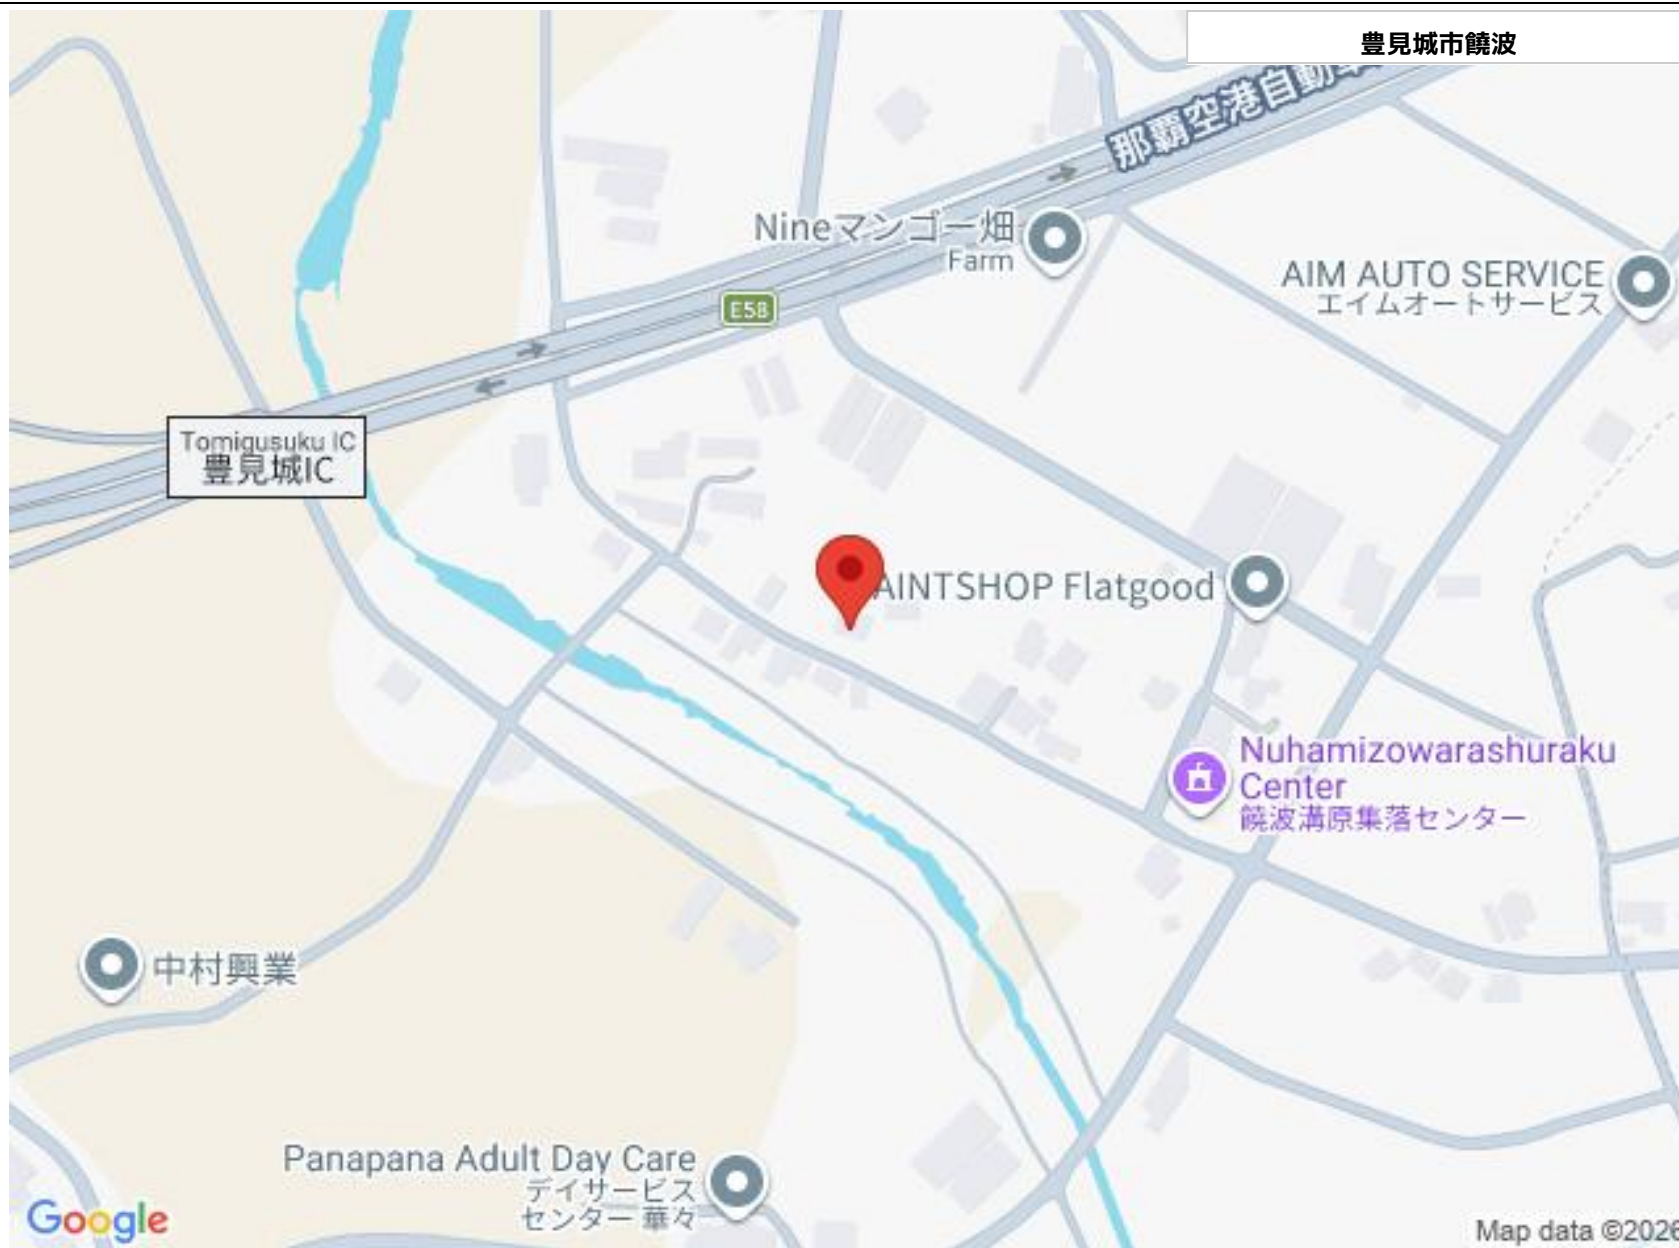 豊見城市饒波
那覇空港自動車
Nineマンゴー畑
Farm
AIM AUTO SERVICE
エイムオートサービス
E58
Tomigusuku IC
豊見城IC
AINTSHOP Flatgood
Nuhamizowarashuraku
Center
饒波溝原集落センター
中村興業
Panapana Adult Day Care
デイサービス
センター 華々
Google
Map data ©2026